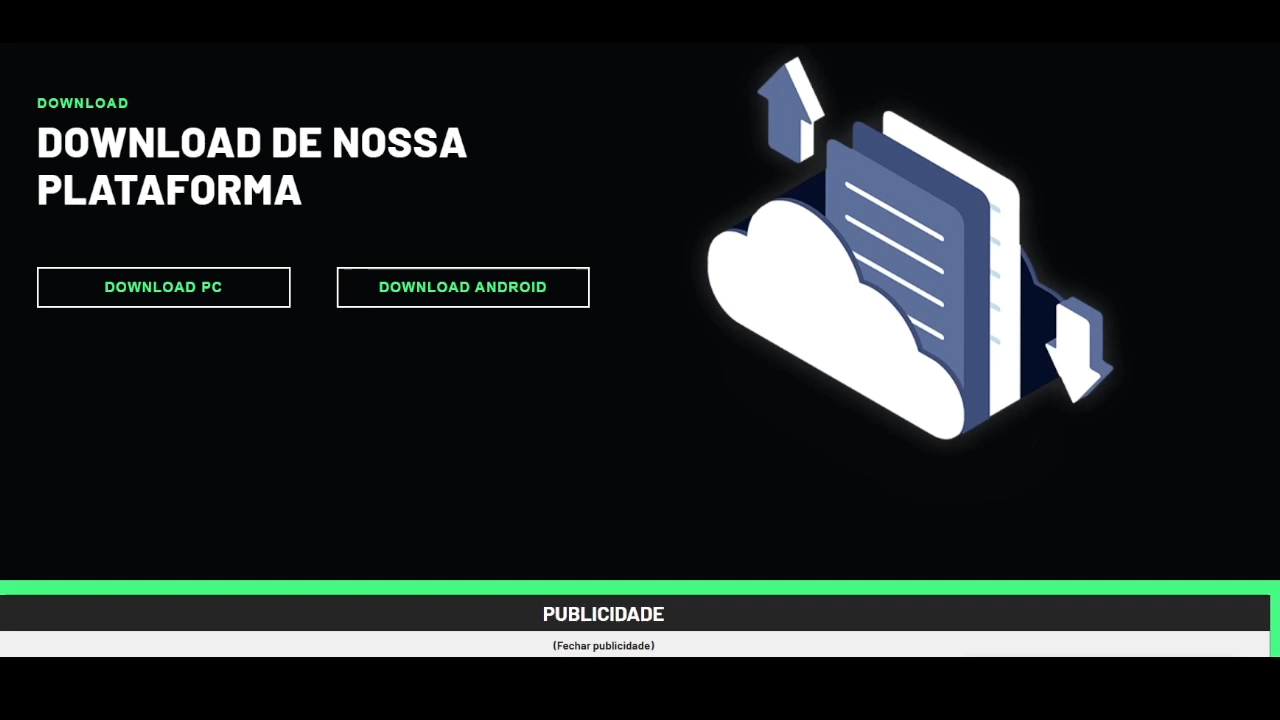 DOWNLOAD
DOWNLOAD DE NOSSA
PLATAFORMA
DOWNLOAD PC
DOWNLOAD ANDROID
PUBLICIDADE
(Fechar publicidade)